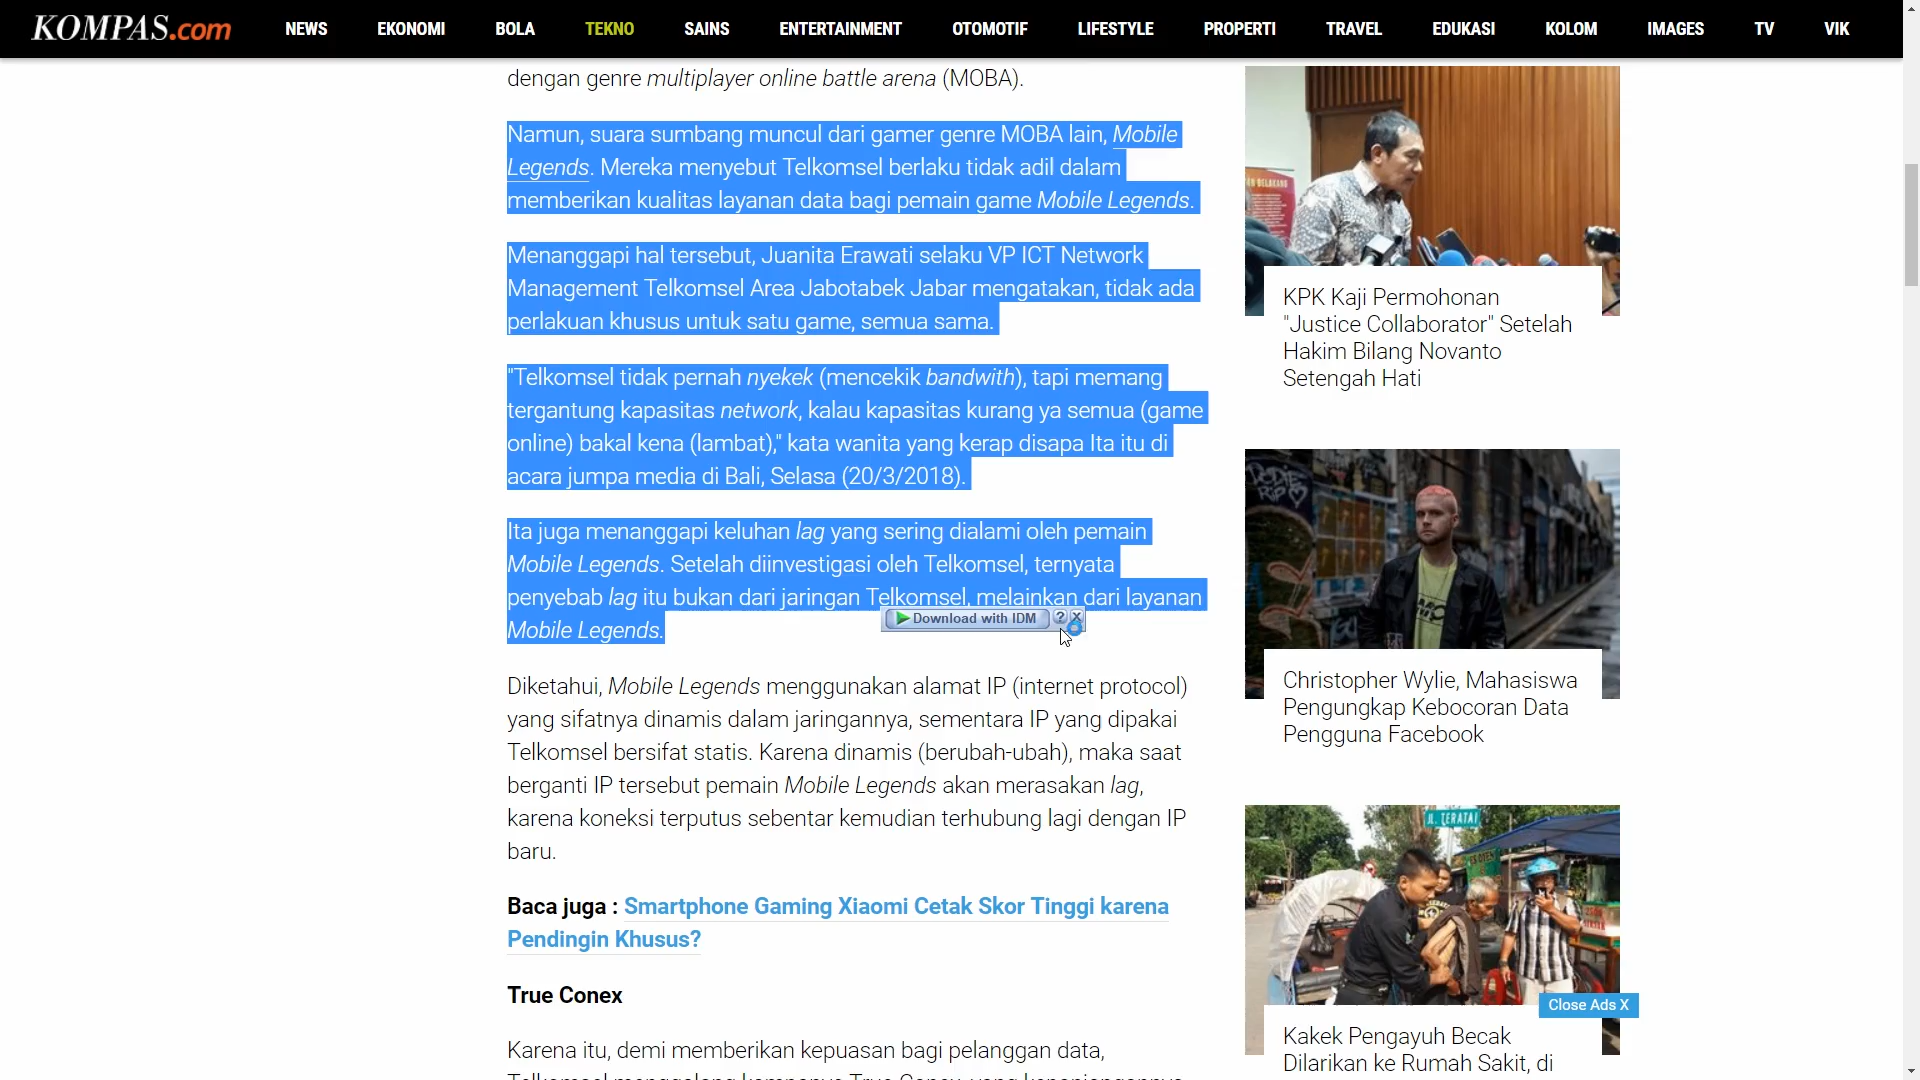 KOMPAS.com
NEWS EKONOMI BOLA TEKNO SAINS ENTERTAINMENT OTOMOTIF LIFESTYLE PROPERTI TRAVEL EDUKASI KOLOM IMAGES TV VIK
dengan genre multiplayer online battle arena (MOBA).
Namun, suara sumbang muncul dari gamer genre MOBA lain, Mobile
Legends. Mereka menyebut Telkomsel berlaku tidak adil dalam
memberikan kualitas layanan data bagi pemain game Mobile Legends.
Menanggapi hal tersebut, Juanita Erawati selaku VP ICT Network
Management Telkomsel Area Jabotabek Jabar mengatakan, tidak ada
perlakuan khusus untuk satu game, semua sama.
"Telkomsel tidak pernah nyekek (mencekik bandwith), tapi memang
tergantung kapasitas network, kalau kapasitas kurang ya semua (game
online) bakal kena (lambat)," kata wanita yang kerap disapa Ita itu di
acara jumpa media di Bali, Selasa (20/3/2018).
Ita juga menanggapi keluhan lag yang sering dialami oleh pemain
Mobile Legends. Setelah diinvestigasi oleh Telkomsel, ternyata
penyebab lag itu bukan dari jaringan Telkomsel, melainkan dari layanan
Mobile Legends.
Download with IDM ? X
Diketahui, Mobile Legends menggunakan alamat IP (internet protocol)
yang sifatnya dinamis dalam jaringannya, sementara IP yang dipakai
Telkomsel bersifat statis. Karena dinamis (berubah-ubah), maka saat
berganti IP tersebut pemain Mobile Legends akan merasakan lag,
karena koneksi terputus sebentar kemudian terhubung lagi dengan IP
baru.
Baca juga : Smartphone Gaming Xiaomi Cetak Skor Tinggi karena
Pendingin Khusus?
True Conex
Karena itu, demi memberikan kepuasan bagi pelanggan data,
KPK Kaji Permohonan
"Justice Collaborator" Setelah
Hakim Bilang Novanto
Setengah Hati
Christopher Wylie, Mahasiswa
Pengungkap Kebocoran Data
Pengguna Facebook
JL. TERATAI
Close Ads X
Kakek Pengayuh Becak
Dilarikan ke Rumah Sakit, di